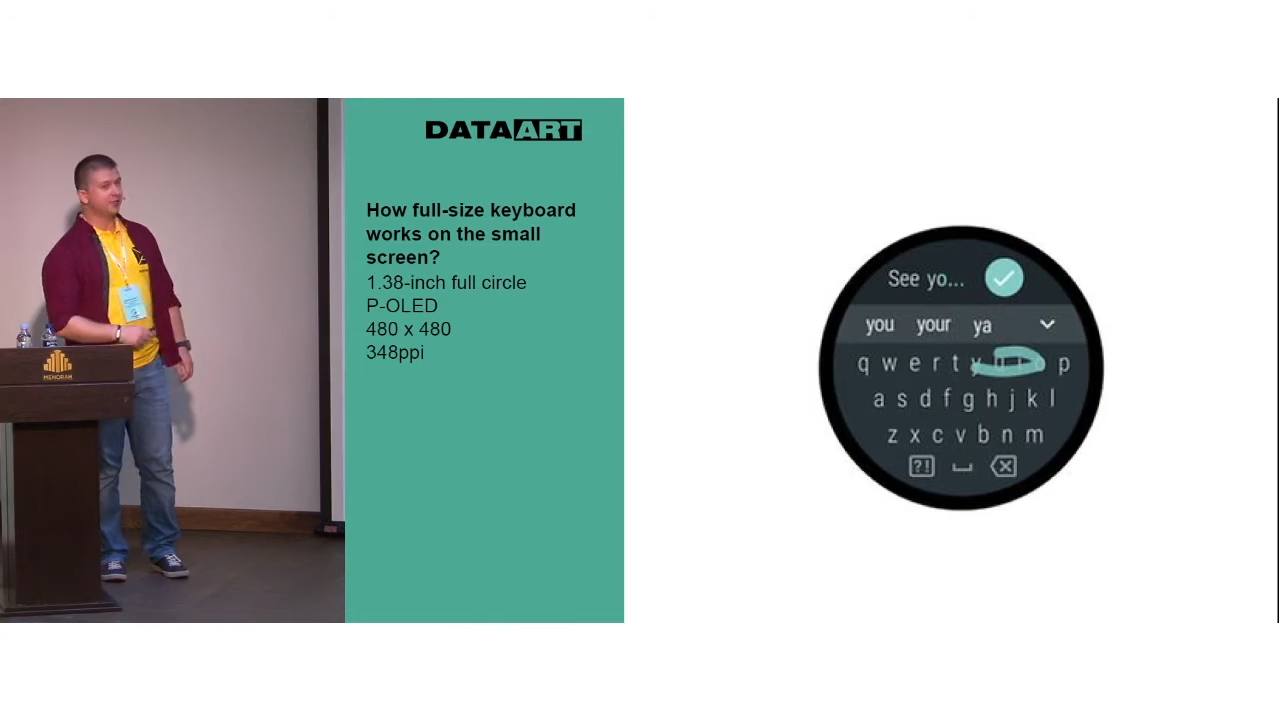 DATAART
How full-size keyboard
works on the small
screen?
1.38-inch full circle
P-OLED
480 x 480
348ppi
MENORAH
See yo...
you your ya
q w e r t y u i o p
a s d f g h j k l
z x c v b n m
?!